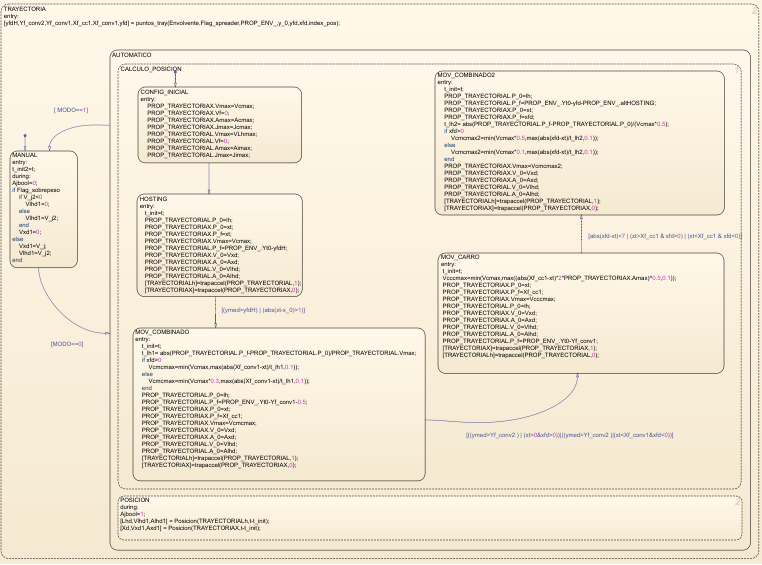 TRAYECTORIA
2
entry:
[yfdH,Yf_conv2,Yf_conv1,Xf_cc1,Xf_conv1,yfd] = puntos_tray(Envolvente,Flag_spreader,PROP_ENV_,y_0,yfd,xfd,index_pos);
AUTOMATICO
CALCULO_POSICION
1
CONFIG_INICIAL
entry:
PROP_TRAYECTORIAX.Vmax=Vcmax;
PROP_TRAYECTORIAX.Vf=0;
PROP_TRAYECTORIAX.Amax=Acmax;
PROP_TRAYECTORIAX.Jmax=Jcmax;
PROP_TRAYECTORIAL.Vmax=VLhmax;
PROP_TRAYECTORIAL.Vf=0;
PROP_TRAYECTORIAL.Amax=Almax;
PROP_TRAYECTORIAL.Jmax=Jlmax;
MOV_COMBINADO2
entry:
t_init=t;
PROP_TRAYECTORIAL.P_0=lh;
PROP_TRAYECTORIAL.P_f=PROP_ENV_.Yt0-yfd-PROP_ENV_.altHOSTING;
PROP_TRAYECTORIAX.P_0=xt;
PROP_TRAYECTORIAX.P_f=xfd;
t_lh2= abs(PROP_TRAYECTORIAL.P_f-PROP_TRAYECTORIAL.P_0)/(Vcmax*0.5);
if xfd>0
Vcmcmax2=min(Vcmax*0.5,max(abs(xfd-xt)/t_lh2,0.1));
else
Vcmcmax2=min(Vcmax*0.1,max(abs(xfd-xt)/t_lh2,0.1));
end
PROP_TRAYECTORIAX.Vmax=Vcmcmax2;
PROP_TRAYECTORIAX.V_0=Vxd;
PROP_TRAYECTORIAX.A_0=Axd;
PROP_TRAYECTORIAL.V_0=Vlhd;
PROP_TRAYECTORIAL.A_0=Alhd;
[TRAYECTORIALh]=trapaccel(PROP_TRAYECTORIAL,1);
[TRAYECTORIAX]=trapaccel(PROP_TRAYECTORIAX,0);
[ MODO==1]
MANUAL
entry:
t_init2=t;
during:
Ajbool=0;
if Flag_sobrepeso
if V_j2>0
Vlhd1=0;
else
Vlhd1=V_j2;
end
Vxd1=0;
else
Vxd1=V_j;
Vlhd1=V_j2;
end
HOSTING
entry:
t_init=t;
PROP_TRAYECTORIAL.P_0=lh;
PROP_TRAYECTORIAX.P_0=xt;
PROP_TRAYECTORIAX.P_f=xt;
PROP_TRAYECTORIAX.Vmax=Vcmax;
PROP_TRAYECTORIAL.P_f=PROP_ENV_.Yt0-yfdH;
PROP_TRAYECTORIAX.V_0=Vxd;
PROP_TRAYECTORIAX.A_0=Axd;
PROP_TRAYECTORIAL.V_0=Vlhd;
PROP_TRAYECTORIAL.A_0=Alhd;
[TRAYECTORIALh]=trapaccel(PROP_TRAYECTORIAL,1);
[TRAYECTORIAX]=trapaccel(PROP_TRAYECTORIAX,0);
[(ymed>yfdH) | (abs(xt-x_0)>1)]
[MODO==0]
[abs(xfd-xt)<7 | (xt>Xf_cc1 & xfd>0) | (xt<Xf_cc1 & xfd<0)]
MOV_CARRO
entry:
t_init=t;
Vcccmax=min(Vcmax,max((abs(Xf_cc1-xt)*2*PROP_TRAYECTORIAX.Amax)^0.5,0.1));
PROP_TRAYECTORIAX.P_0=xt;
PROP_TRAYECTORIAX.P_f=Xf_cc1;
PROP_TRAYECTORIAX.Vmax=Vcccmax;
PROP_TRAYECTORIAL.P_0=lh;
PROP_TRAYECTORIAX.V_0=Vxd;
PROP_TRAYECTORIAX.A_0=Axd;
PROP_TRAYECTORIAL.V_0=Vlhd;
PROP_TRAYECTORIAL.A_0=Alhd;
PROP_TRAYECTORIAL.P_f=PROP_ENV_.Yt0-Yf_conv1;
[TRAYECTORIAX]=trapaccel(PROP_TRAYECTORIAX,1);
[TRAYECTORIALh]=trapaccel(PROP_TRAYECTORIAL,0);
MOV_COMBINADO
entry:
t_init=t;
t_lh1= abs(PROP_TRAYECTORIAL.P_f-PROP_TRAYECTORIAL.P_0)/PROP_TRAYECTORIAL.Vmax;
if xfd>0
Vcmcmax=min(Vcmax,max(abs(Xf_conv1-xt)/t_lh1,0.1));
else
Vcmcmax=min(Vcmax*0.3,max(abs(Xf_conv1-xt)/t_lh1,0.1));
end
PROP_TRAYECTORIAL.P_0=lh;
PROP_TRAYECTORIAL.P_f=PROP_ENV_.Yt0-Yf_conv1-0.5;
PROP_TRAYECTORIAX.P_0=xt;
PROP_TRAYECTORIAX.P_f=Xf_cc1;
PROP_TRAYECTORIAX.Vmax=Vcmcmax;
PROP_TRAYECTORIAX.V_0=Vxd;
PROP_TRAYECTORIAX.A_0=Axd;
PROP_TRAYECTORIAL.V_0=Vlhd;
PROP_TRAYECTORIAL.A_0=Alhd;
[TRAYECTORIALh]=trapaccel(PROP_TRAYECTORIAL,1);
[TRAYECTORIAX]=trapaccel(PROP_TRAYECTORIAX,0);
POSICION
2
during:
Ajbool=1;
[Lhd,Vlhd1,Alhd1] = Posicion(TRAYECTORIALh,t-t_init);
[Xd,Vxd1,Axd1] = Posicion(TRAYECTORIAX,t-t_init);